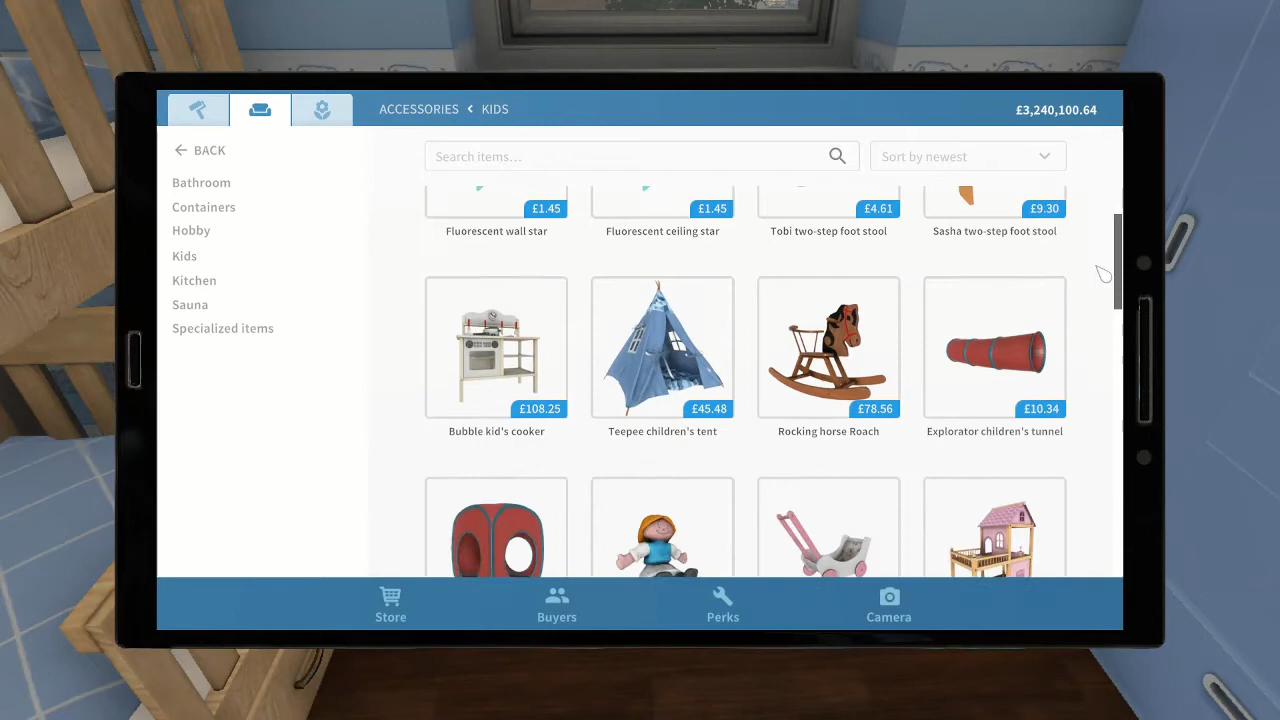 ACCESSORIES < KIDS
£3,240,100.64
BACK
Bathroom
Containers
Hobby
Kids
Kitchen
Sauna
Specialized items
Search items...
Sort by newest
£1.45
£1.45
£4.61
£9.30
Fluorescent wall star
Fluorescent ceiling star
Tobi two-step foot stool
Sasha two-step foot stool
£108.25
£45.48
£78.56
£10.34
Bubble kid's cooker
Teepee children's tent
Rocking horse Roach
Explorator children's tunnel
Store
Buyers
Perks
Camera